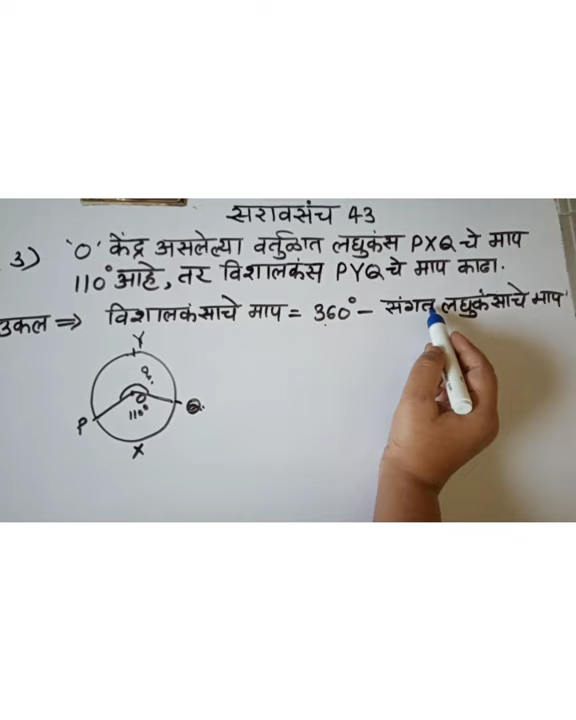 सरावसंच 43
3) 'O' केंद्र असलेल्या वर्तुळात लघुकंस PXQ चे माप
110° आहे, तर विशालकंस PYQ चे माप काढा.
उकल ⇒ विशालकंसाचे माप = 360° - संगत लघुकंसाचे माप
Y
?
O
P
110°
Q
X